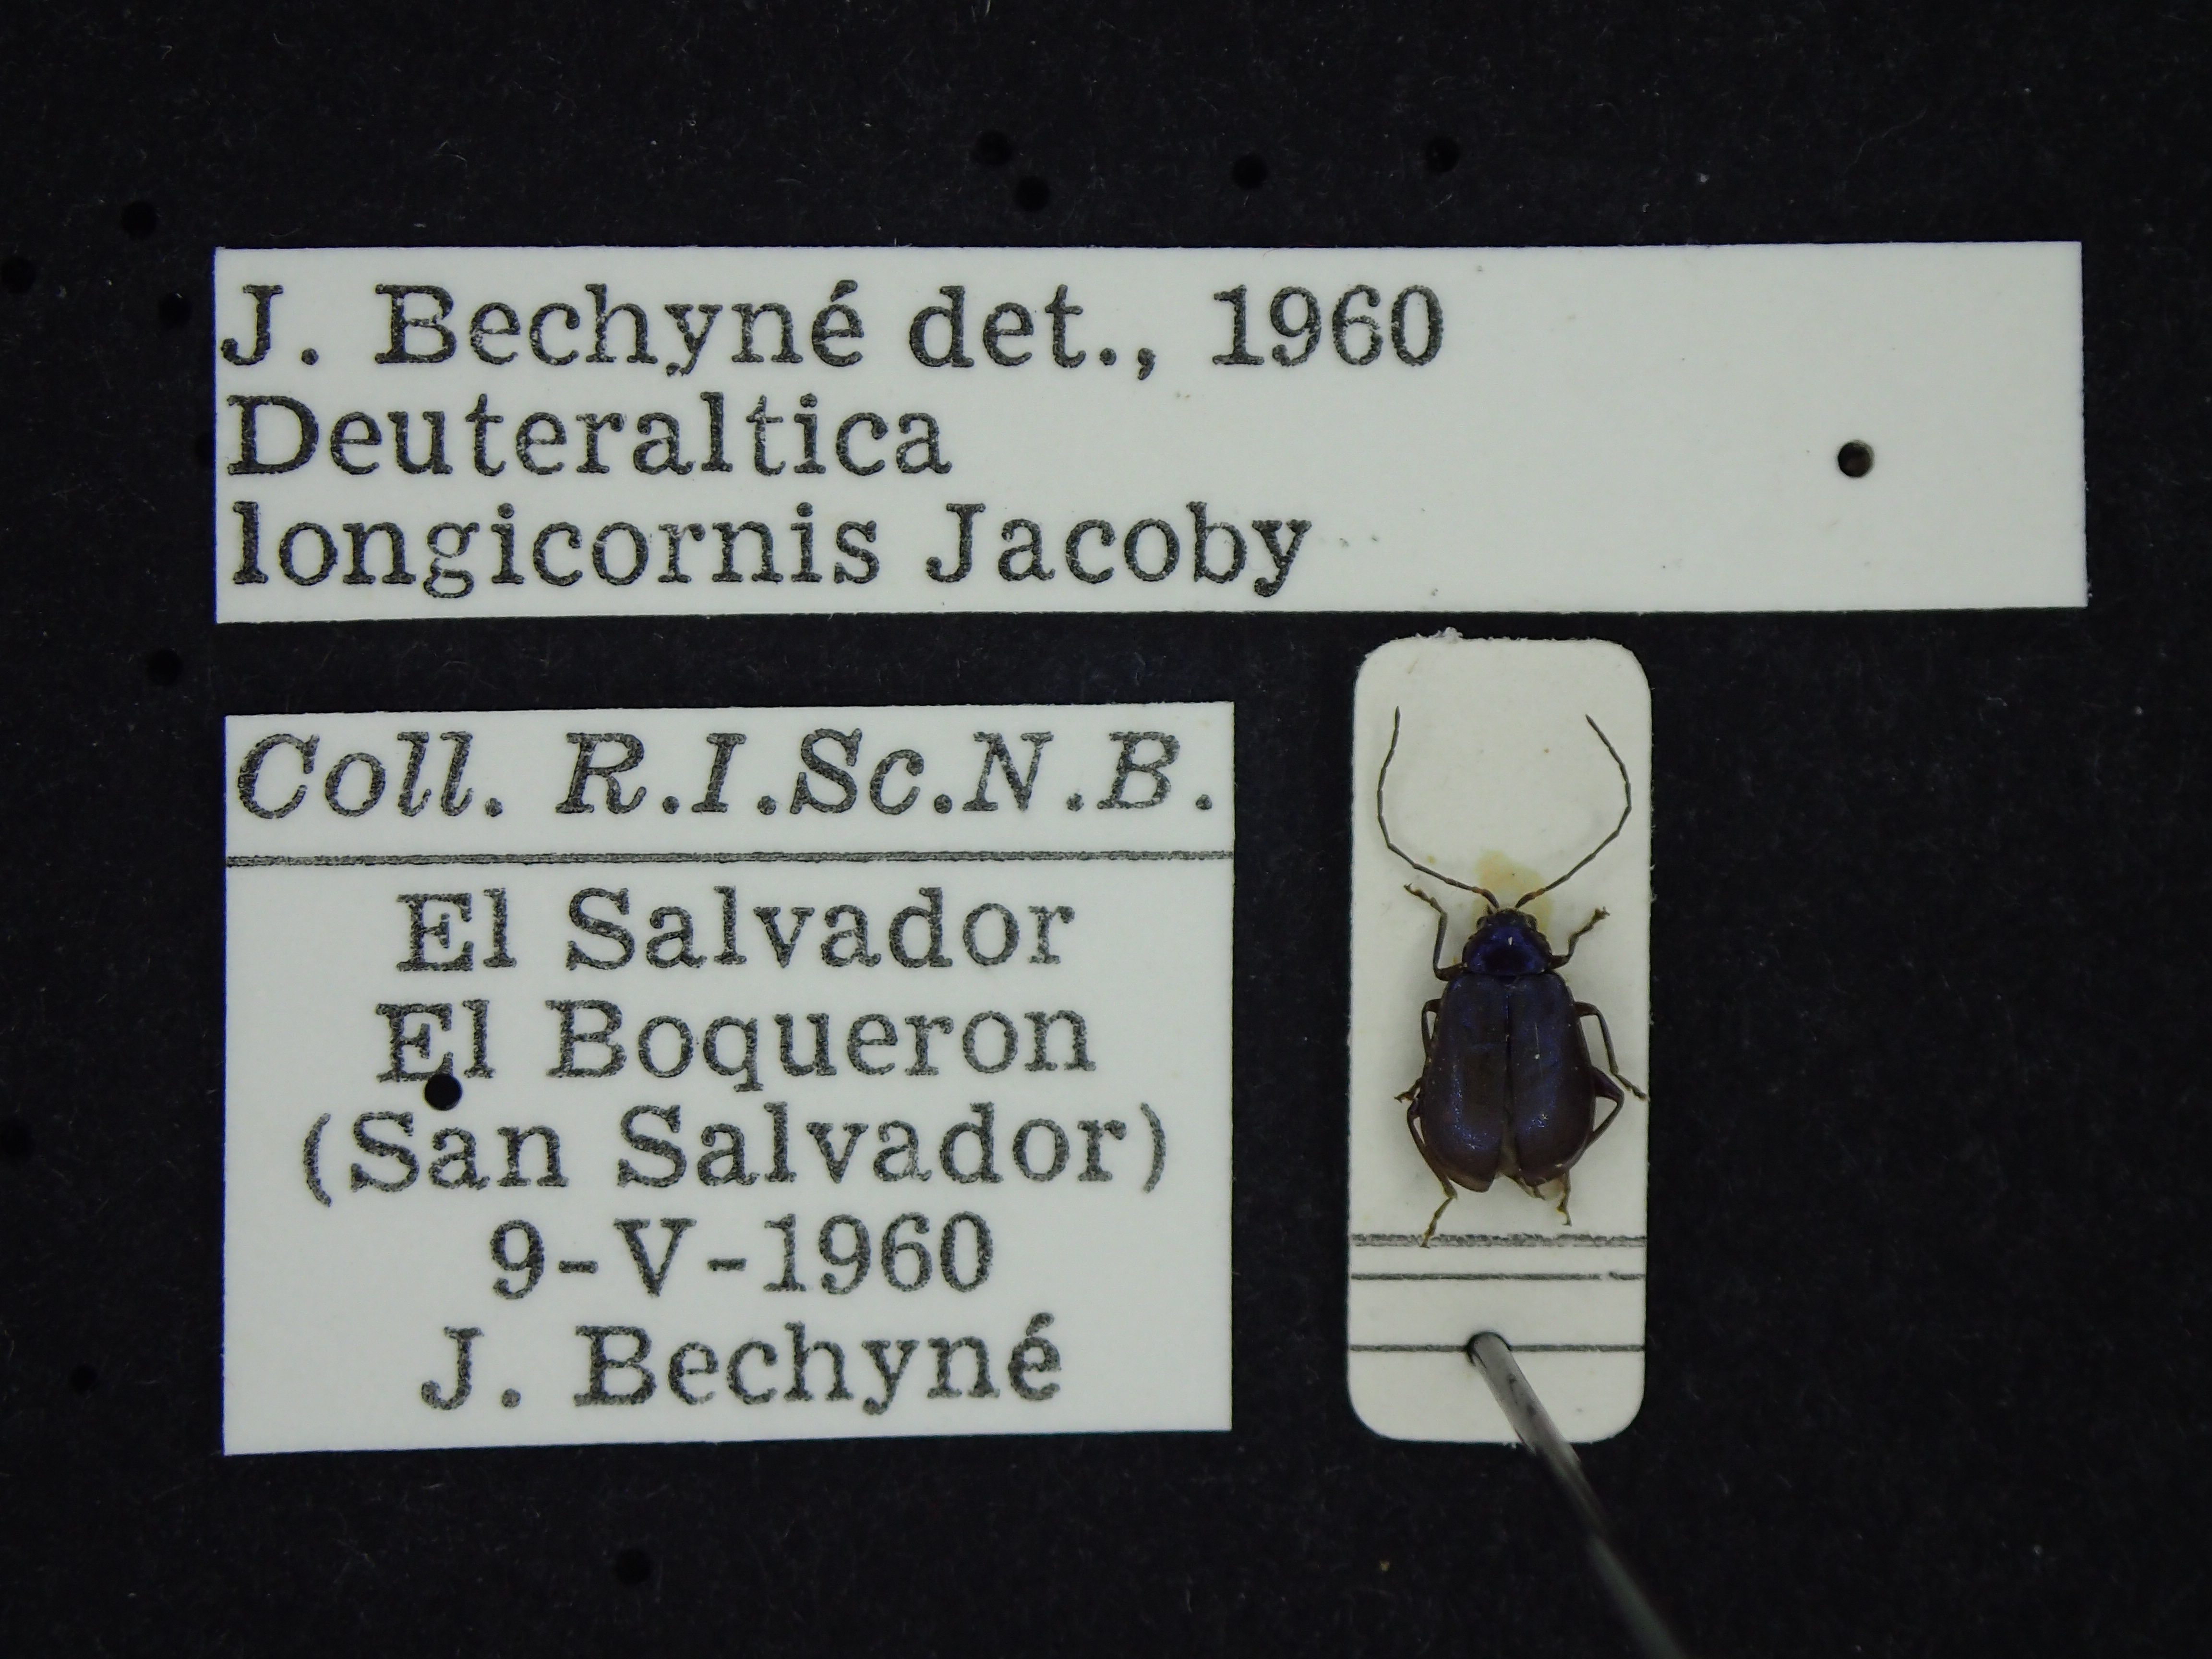 J. Bechyné det., 1960
Deuteraltica
longicornis Jacoby
Coll. R.I.Sc.N.B.
El Salvador
El Boqueron
(San Salvador)
9-V-1960
J. Bechyné